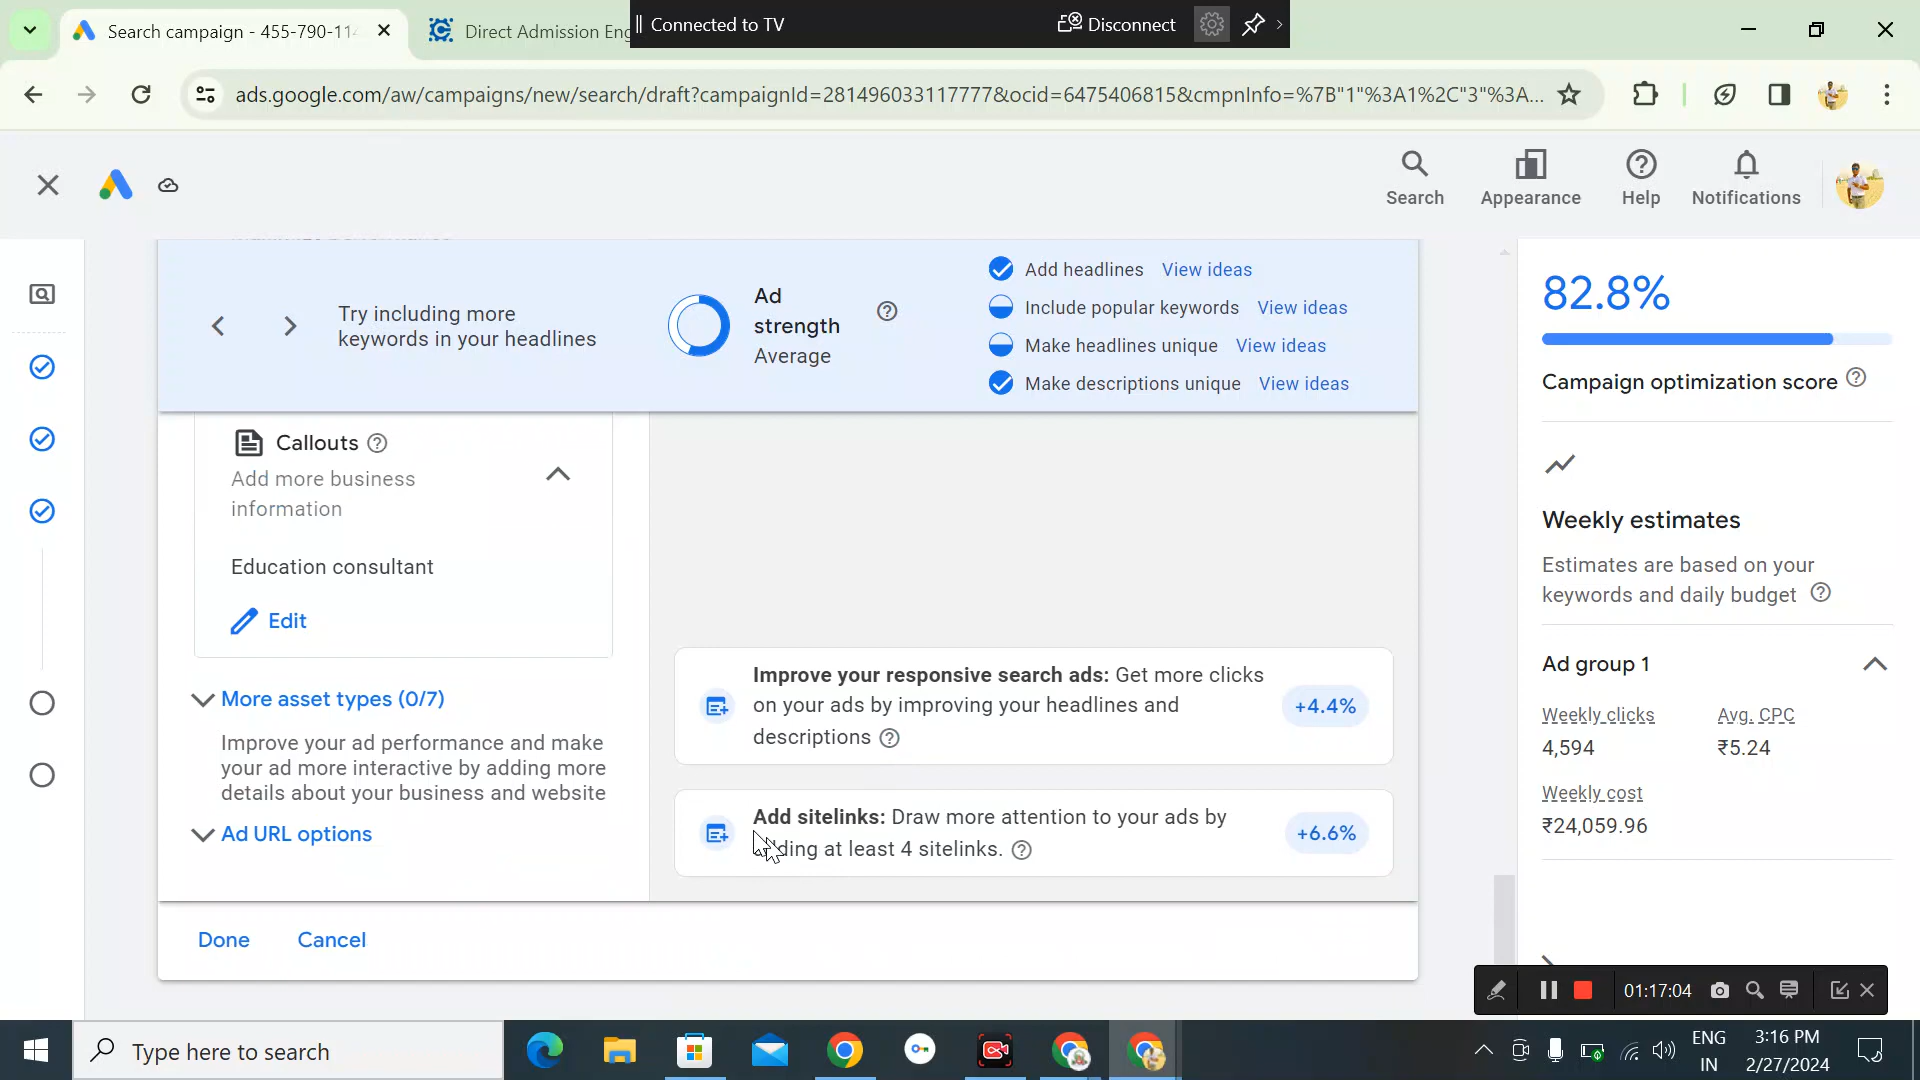 Search campaign - 455-790-114
Direct Admission Eng
Connected to TV
Disconnect
ads.google.com/aw/campaigns/new/search/draft?campaignId=281496033117777&ocid=6475406815&cmpnInfo=%7B"1"%3A1%2C"3"%3A...
Search
Appearance
Help
Notifications
Try including more
keywords in your headlines
Ad
strength
Average
Add headlines View ideas
Include popular keywords View ideas
Make headlines unique View ideas
Make descriptions unique View ideas
82.8%
Campaign optimization score
Weekly estimates
Estimates are based on your
keywords and daily budget
Ad group 1
Weekly clicks
4,594
Avg. CPC
₹5.24
Weekly cost
₹24,059.96
Callouts
Add more business
information
Education consultant
Edit
More asset types (0/7)
Improve your ad performance and make
your ad more interactive by adding more
details about your business and website
Ad URL options
Improve your responsive search ads: Get more clicks
on your ads by improving your headlines and
descriptions
+4.4%
Add sitelinks: Draw more attention to your ads by
adding at least 4 sitelinks.
+6.6%
Done Cancel
01:17:04
Type here to search
ENG
IN
3:16 PM
2/27/2024